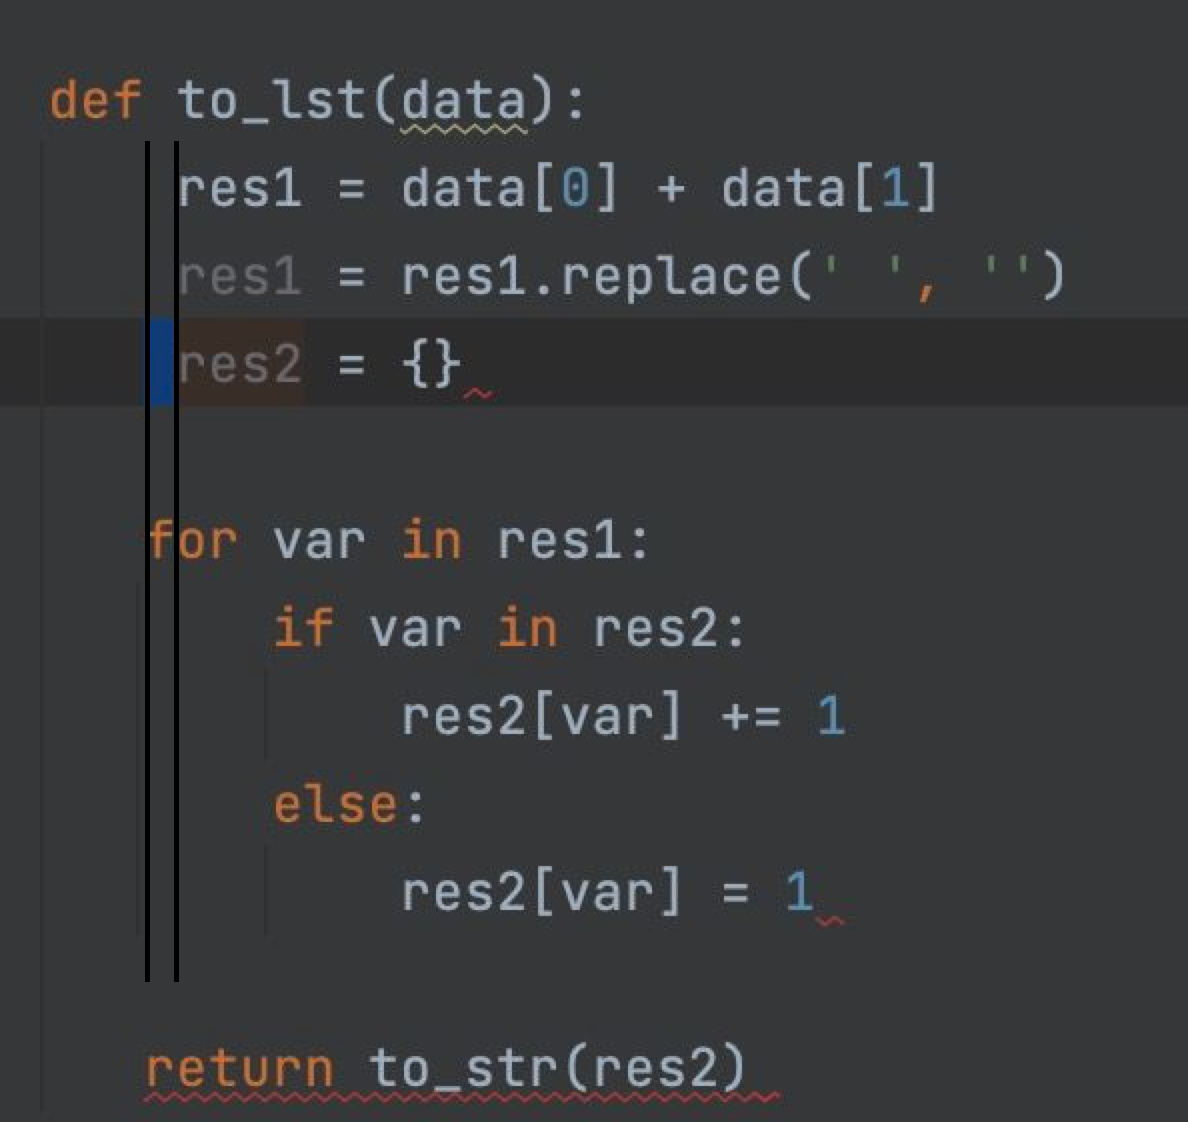 def to_lst(data):
    res1 = data[0] + data[1]
    res1 = res1.replace(' ', '')
    res2 = {}
   for var in res1:
       if var in res2:
           res2[var] += 1
       else:
           res2[var] = 1
   return to_str(res2)